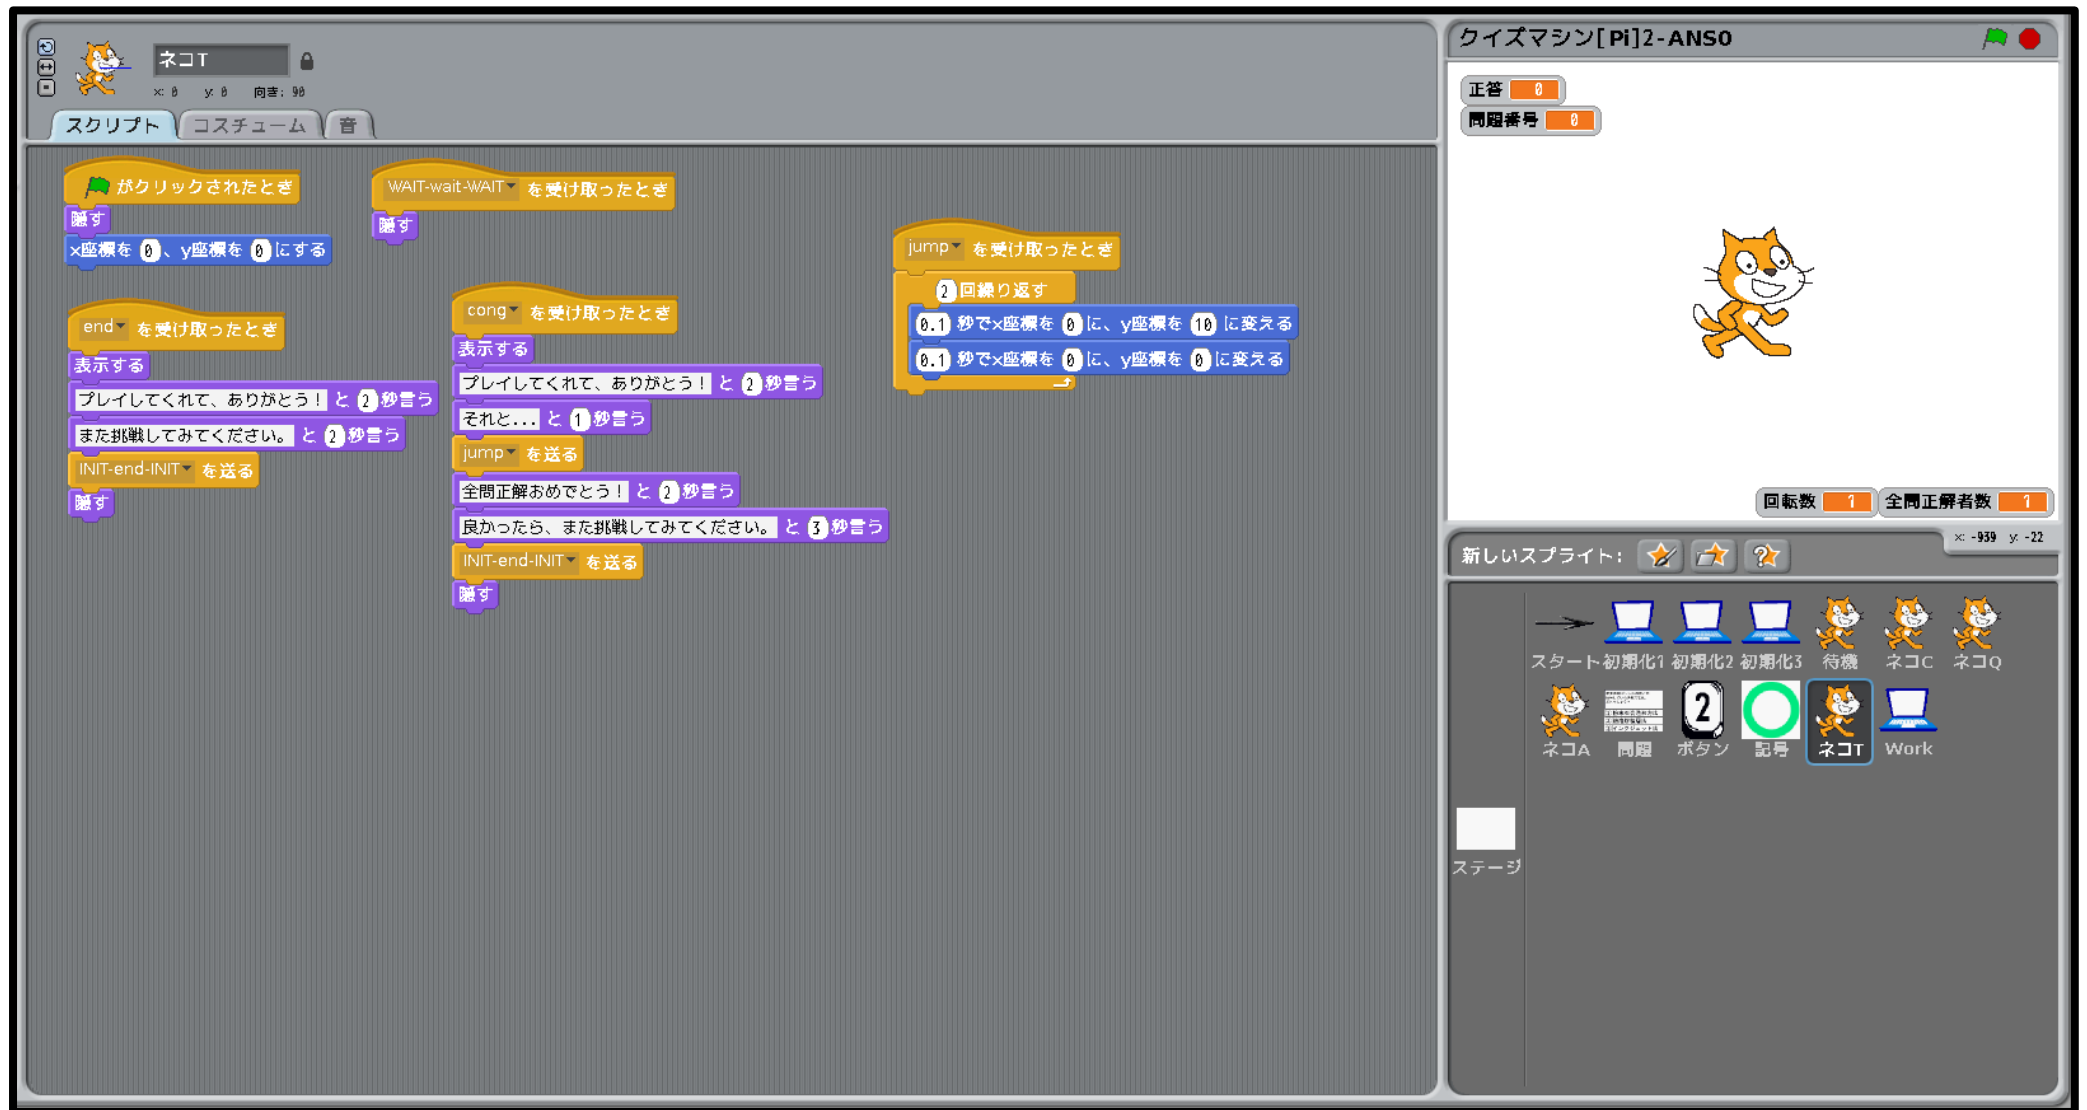 ネコT
x: 0 y: 0 向き: 90
スクリプト コスチューム 音
がクリックされたとき
隠す
x座標を 0 、y座標を 0 にする
WAIT-wait-WAIT を受け取ったとき
隠す
end を受け取ったとき
表示する
プレイしてくれて、ありがとう! と 2 秒言う
また挑戦してみてください。 と 2 秒言う
INIT-end-INIT を送る
隠す
cong を受け取ったとき
表示する
プレイしてくれて、ありがとう! と 2 秒言う
それと... と 1 秒言う
jump を送る
全問正解おめでとう! と 2 秒言う
良かったら、また挑戦してみてください。 と 3 秒言う
INIT-end-INIT を送る
隠す
jump を受け取ったとき
2 回繰り返す
0.1 秒でx座標を 0 に、y座標を 10 に変える
0.1 秒でx座標を 0 に、y座標を 0 に変える
クイズマシン[Pi]2-ANS0
正答 0
問題番号 0
回転数 1 全問正解者数 1
x: -939 y: -22
新しいスプライト:
スタート 初期化1 初期化2 初期化3 待機 ネコC ネコQ
2
ネコA 問題 ボタン 記号 ネコT Work
ステージ